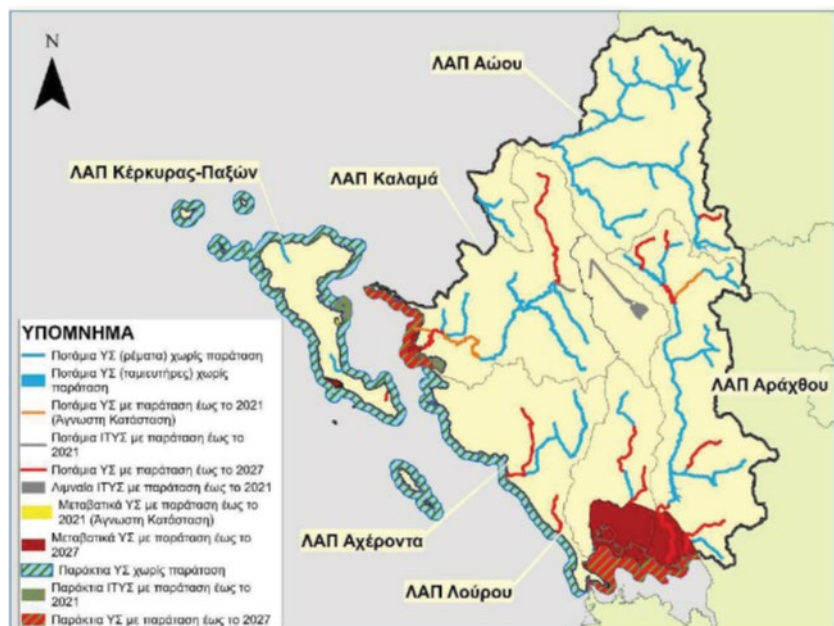 N
ΛΑΠ Αώου
ΛΑΠ Κέρκυρας-Παξών
ΛΑΠ Καλαμά
ΛΑΠ Αράχθου
ΛΑΠ Αχέροντα
ΛΑΠ Λούρου
ΥΠΟΜΝΗΜΑ
Ποτάμια ΥΣ (ρέματα) χωρίς παράταση
Ποτάμια ΥΣ (ταμιευτήρες) χωρίς
παράταση
Ποτάμια ΥΣ με παράταση έως το 2021
(Άγνωστη Κατάσταση)
Ποτάμια ΙΤΥΣ με παράταση έως το
2021
Ποτάμια ΥΣ με παράταση έως το 2027
Λιμναία ΙΤΥΣ με παράταση έως το 2021
Μεταβατικά ΥΣ με παράταση έως το
2021 (Άγνωστη Κατάσταση)
Μεταβατικά ΥΣ με παράταση έως το
2027
Παράκτια ΥΣ χωρίς παράταση
Παράκτια ΙΤΥΣ με παράταση έως το
2021
Παράκτια ΥΣ με παράταση έως το 2027